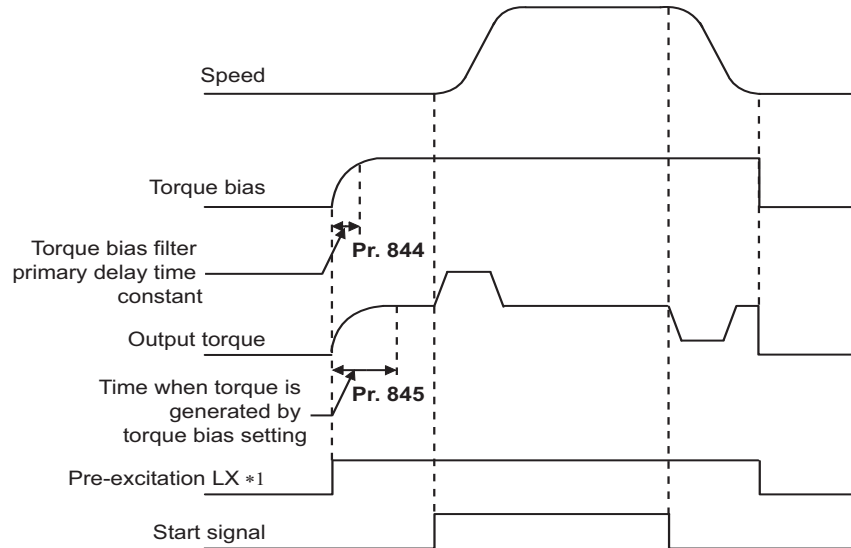 Speed
Torque bias
Torque bias filter
primary delay time
constant
Pr. 844
Output torque
Time when torque is
generated by
torque bias setting
Pr. 845
Pre-excitation LX *1
Start signal